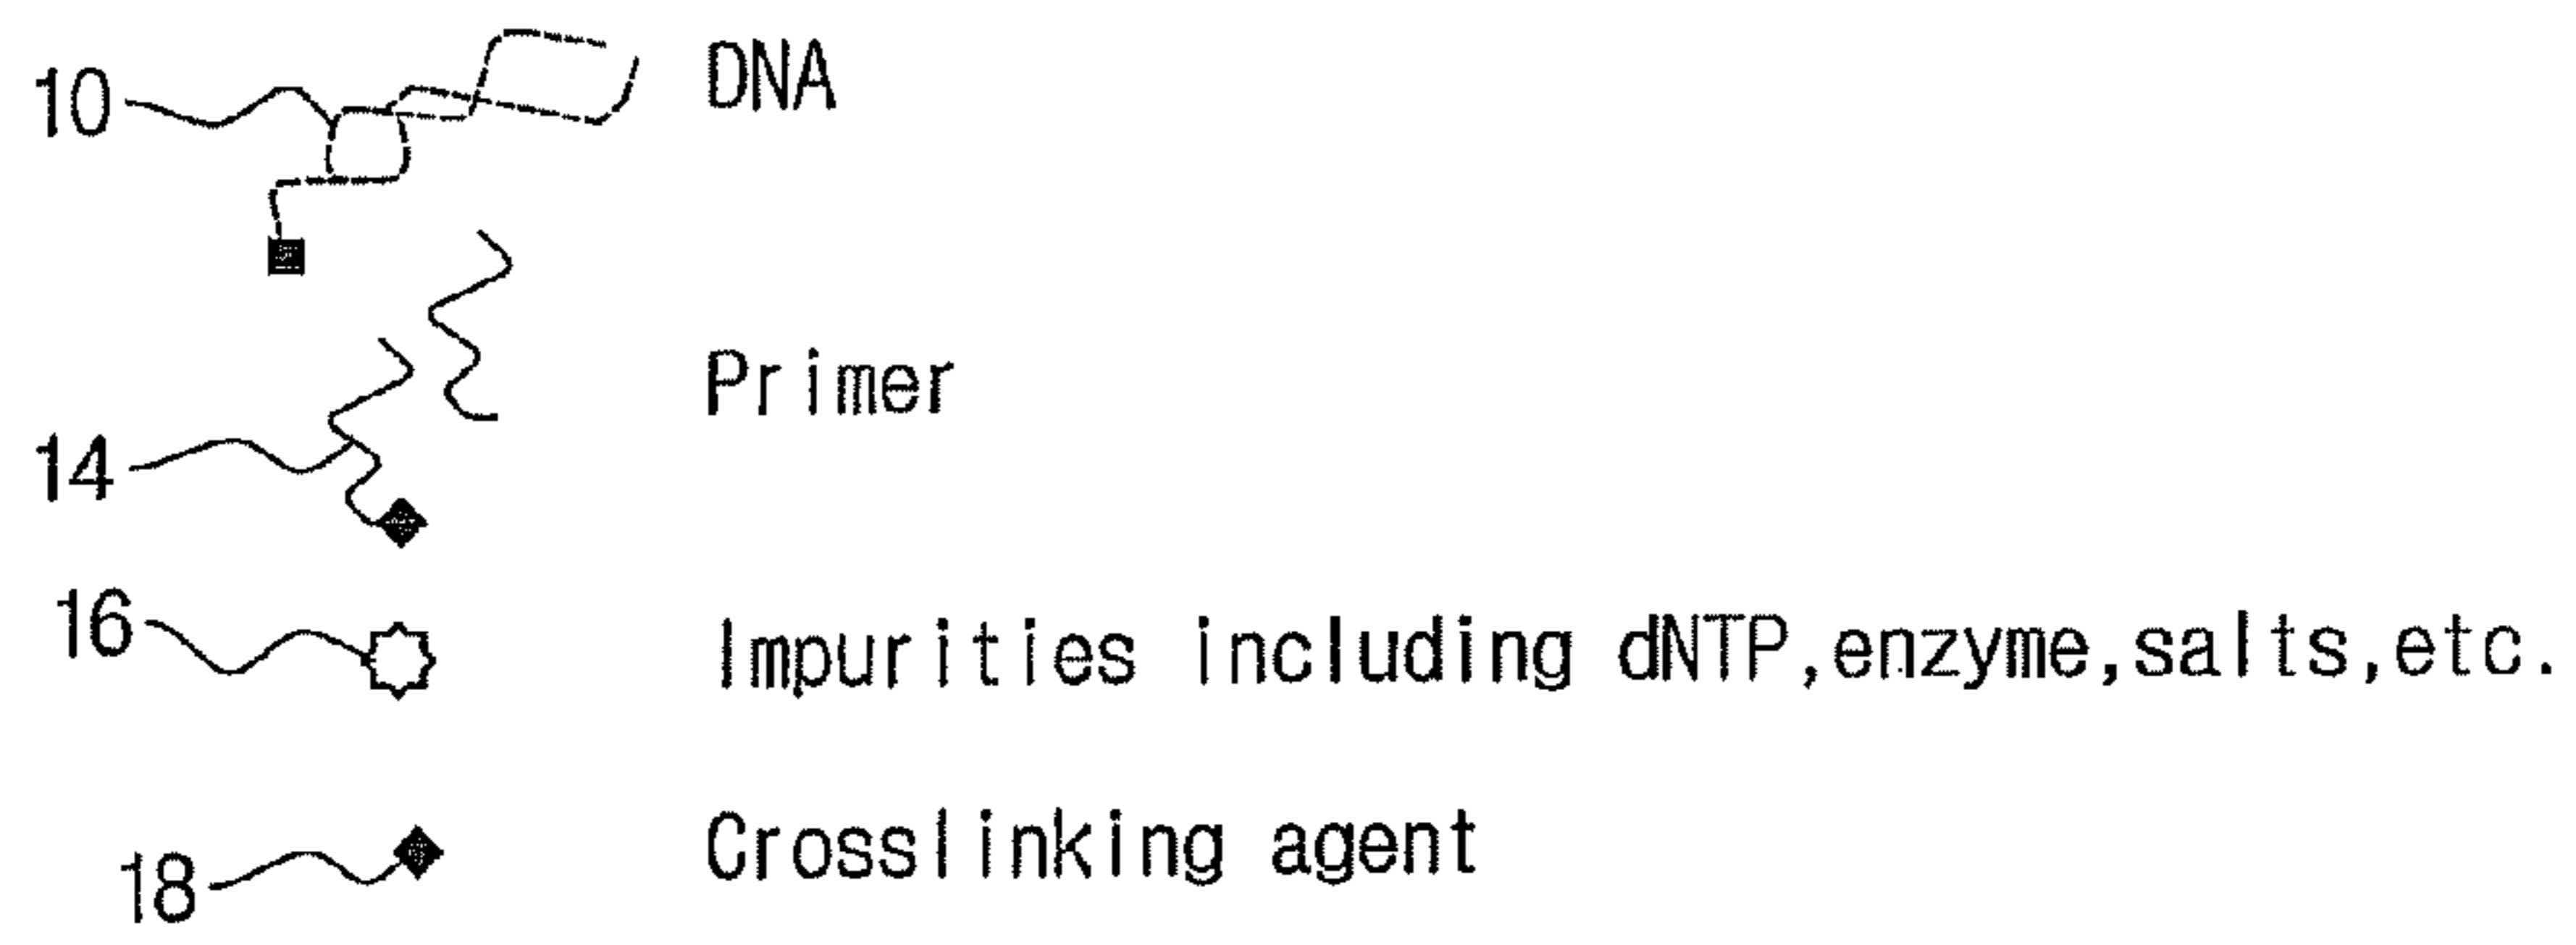 10 DNA
Primer
14
16 Impurities including dNTP,enzyme,salts,etc.
18 Crosslinking agent